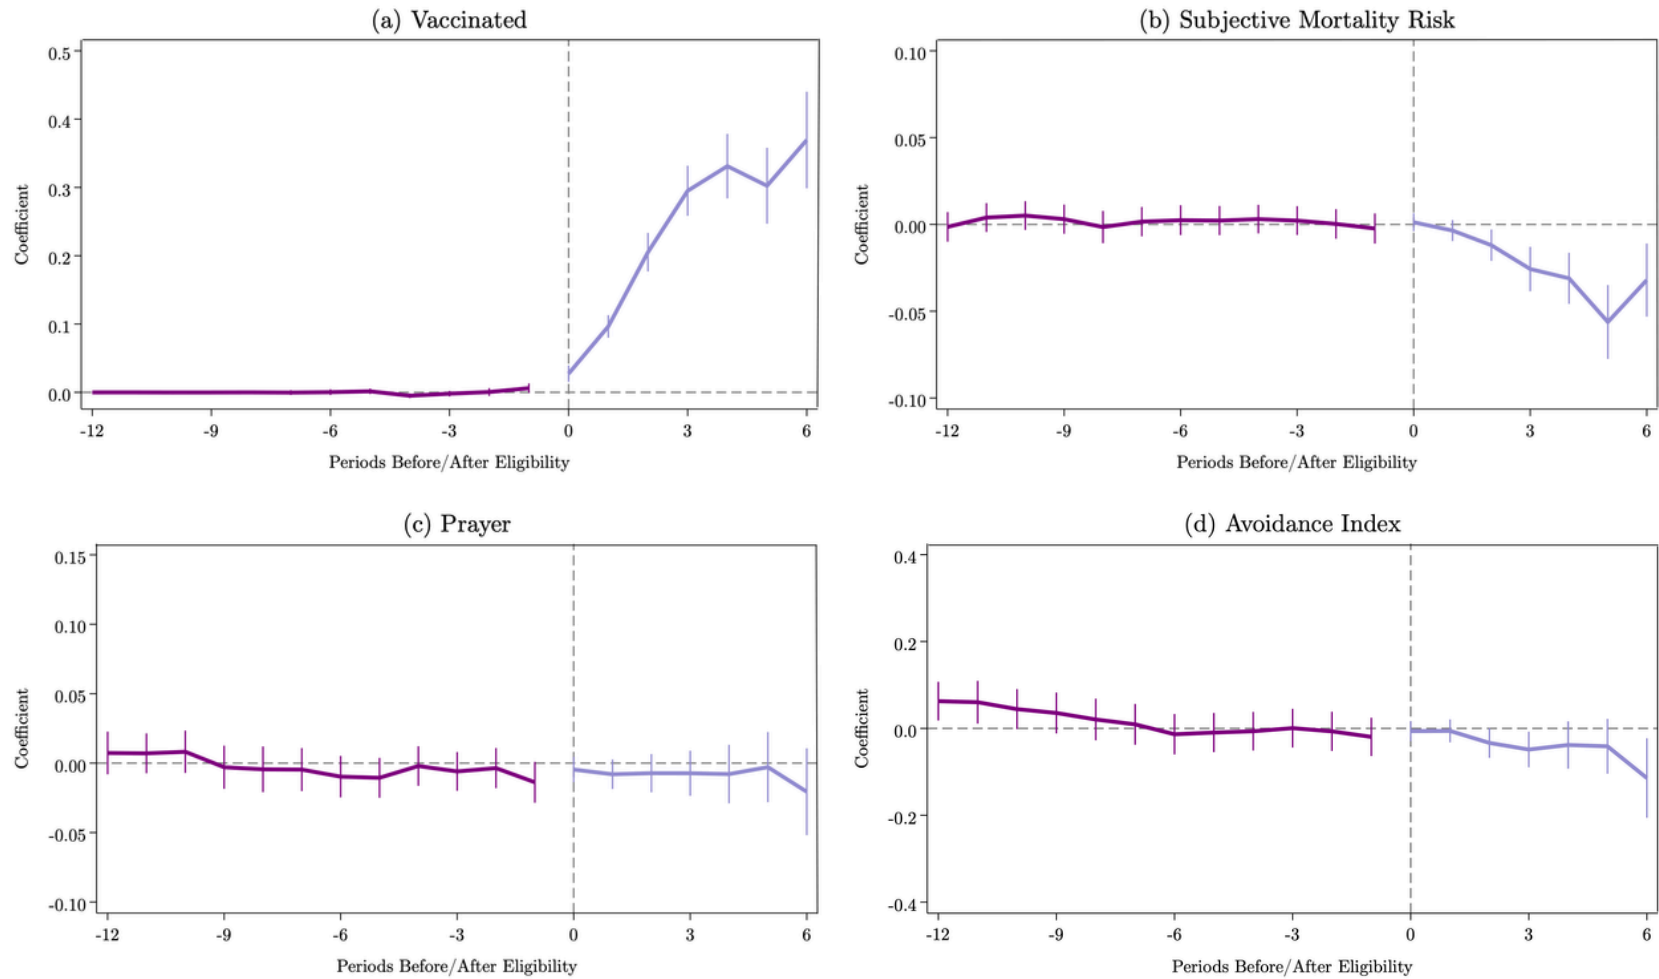 (a) Vaccinated
0.5
0.4
0.3
0.2
0.1
0.0
Coefficient
-12 -9 -6 -3 0 3 6
Periods Before/After Eligibility
(b) Subjective Mortality Risk
0.10
0.05
0.00
-0.05
-0.10
Coefficient
-12 -9 -6 -3 0 3 6
Periods Before/After Eligibility
(c) Prayer
0.15
0.10
0.05
0.00
-0.05
-0.10
Coefficient
-12 -9 -6 -3 0 3 6
Periods Before/After Eligibility
(d) Avoidance Index
0.4
0.2
0.0
-0.2
-0.4
Coefficient
-12 -9 -6 -3 0 3 6
Periods Before/After Eligibility